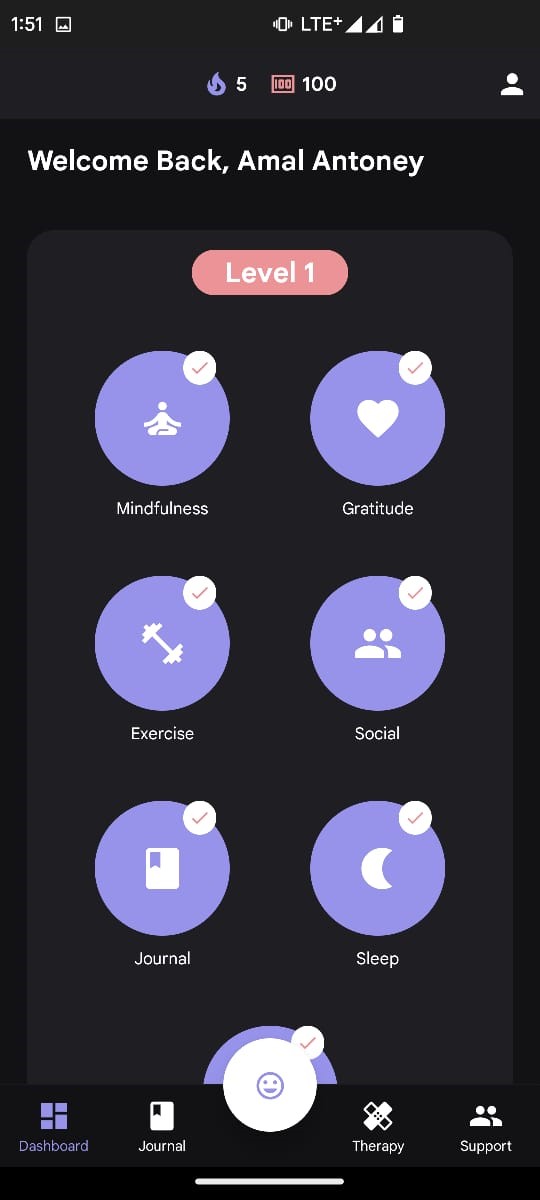 1:51 LTE+
5 100
Welcome Back, Amal Antoney
Level 1
Mindfulness Gratitude
Exercise Social
Journal Sleep
Dashboard Journal Therapy Support